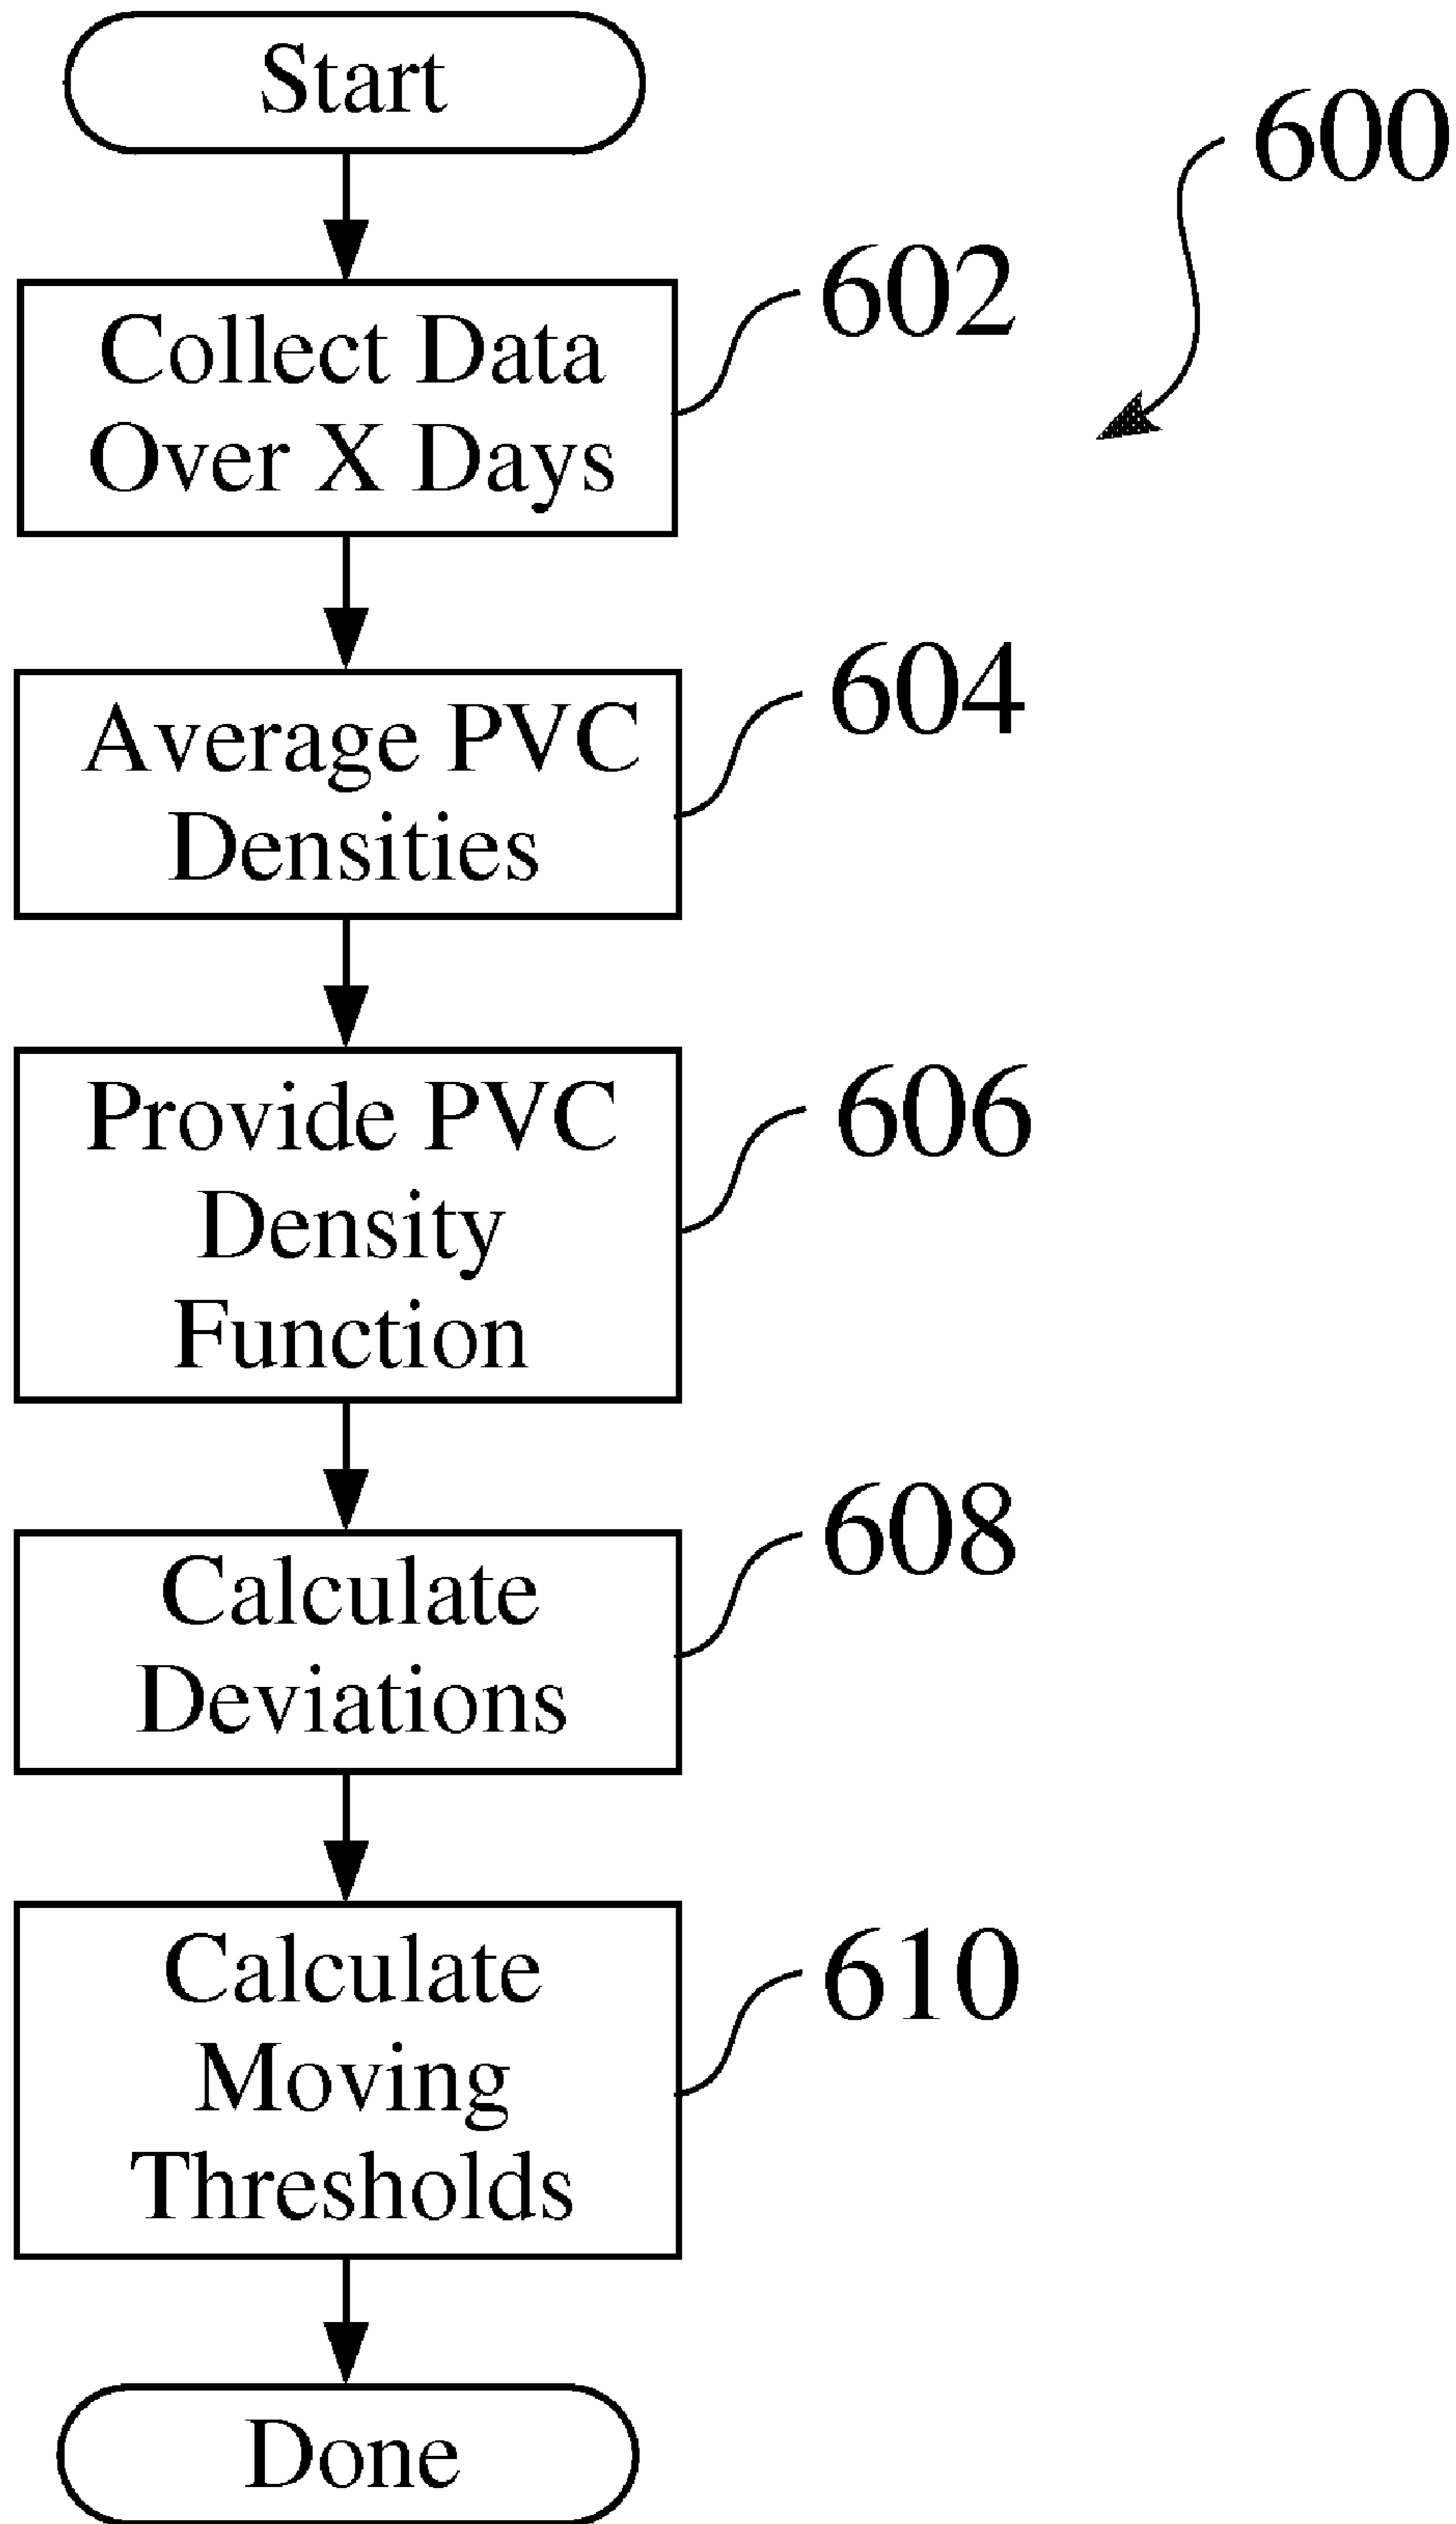 Start
600
602
Collect Data
Over X Days
604
Average PVC
Densities
606
Provide PVC
Density
Function
608
Calculate
Deviations
610
Calculate
Moving
Thresholds
Done